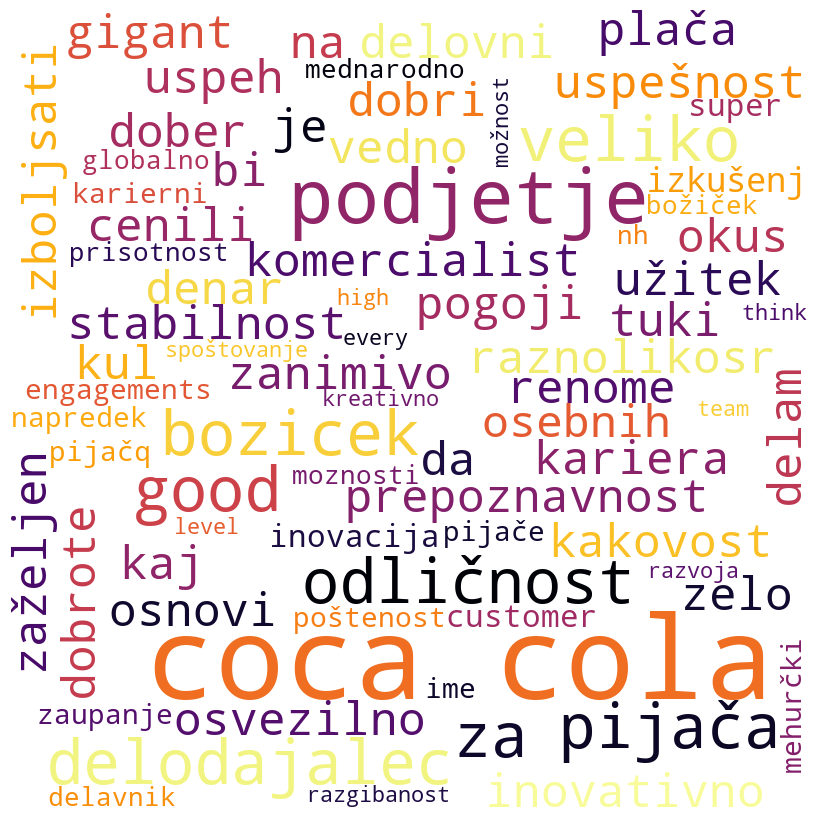 gigant na delovni plača
mednarodno
uspeh dobri uspešnost
super
dober je vedno možnost veliko
globalno bi izkušenj
karierni podjetje božiček
izboljsati cenili nh okus
prisotnost komercialist
denar high pogoji užitek
stabilnost every tuki think
kul spoštovanje zanimivo raznolikosr
engagements kreativno renome
napredek osebnih team delam
pijačq bozicek da kariera
good moznosti prepoznavnost
level inovacija pijače kakovost
zaželjen dobrote kaj odličnost razvoja
osnovi poštenost customer zelo
coca cola
ime mehurčki
zaupanje osvezilno za pijača
delodajalec
delavnik razgibanost inovativno